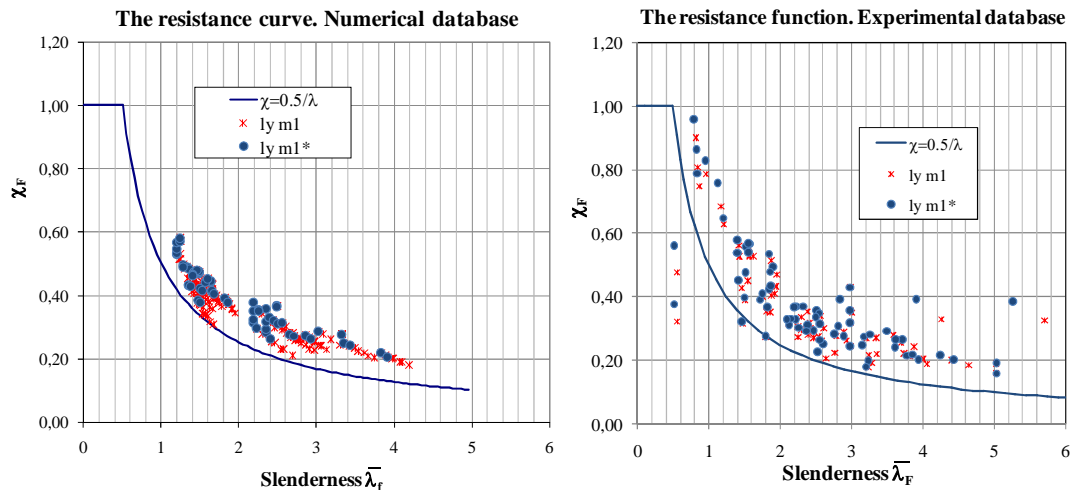 The resistance curve. Numerical database
1,20
1,00
0,80
0,60
0,40
0,20
0,00
χF
0 1 2 3 4 5 6
Slenderness λ̅f
χ=0.5/λ
ly m1
ly m1*
The resistance function. Experimental database
1,20
1,00
0,80
0,60
0,40
0,20
0,00
χF
0 1 2 3 4 5 6
Slenderness λ̅F
χ=0.5/λ
ly m1
ly m1*